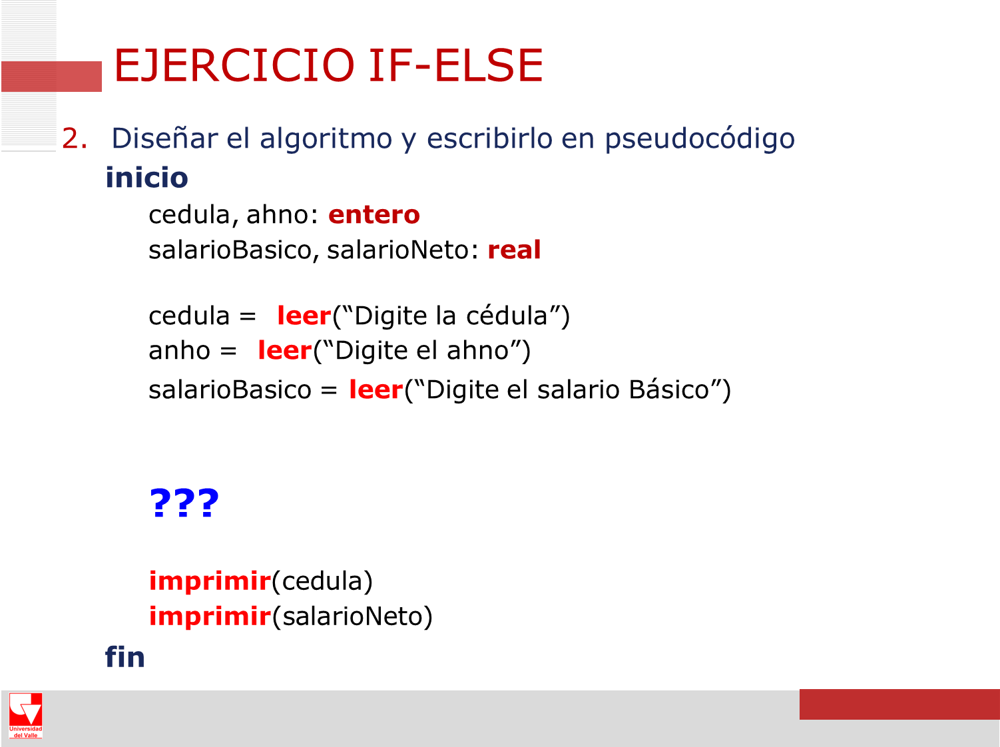 EJERCICIO IF-ELSE
2. Diseñar el algoritmo y escribirlo en pseudocódigo
inicio
cedula, ahno: entero
salarioBasico, salarioNeto: real
cedula = leer(“Digite la cédula”)
anho = leer(“Digite el ahno”)
salarioBasico = leer(“Digite el salario Básico”)
???
imprimir(cedula)
imprimir(salarioNeto)
fin
Universidad
del Valle